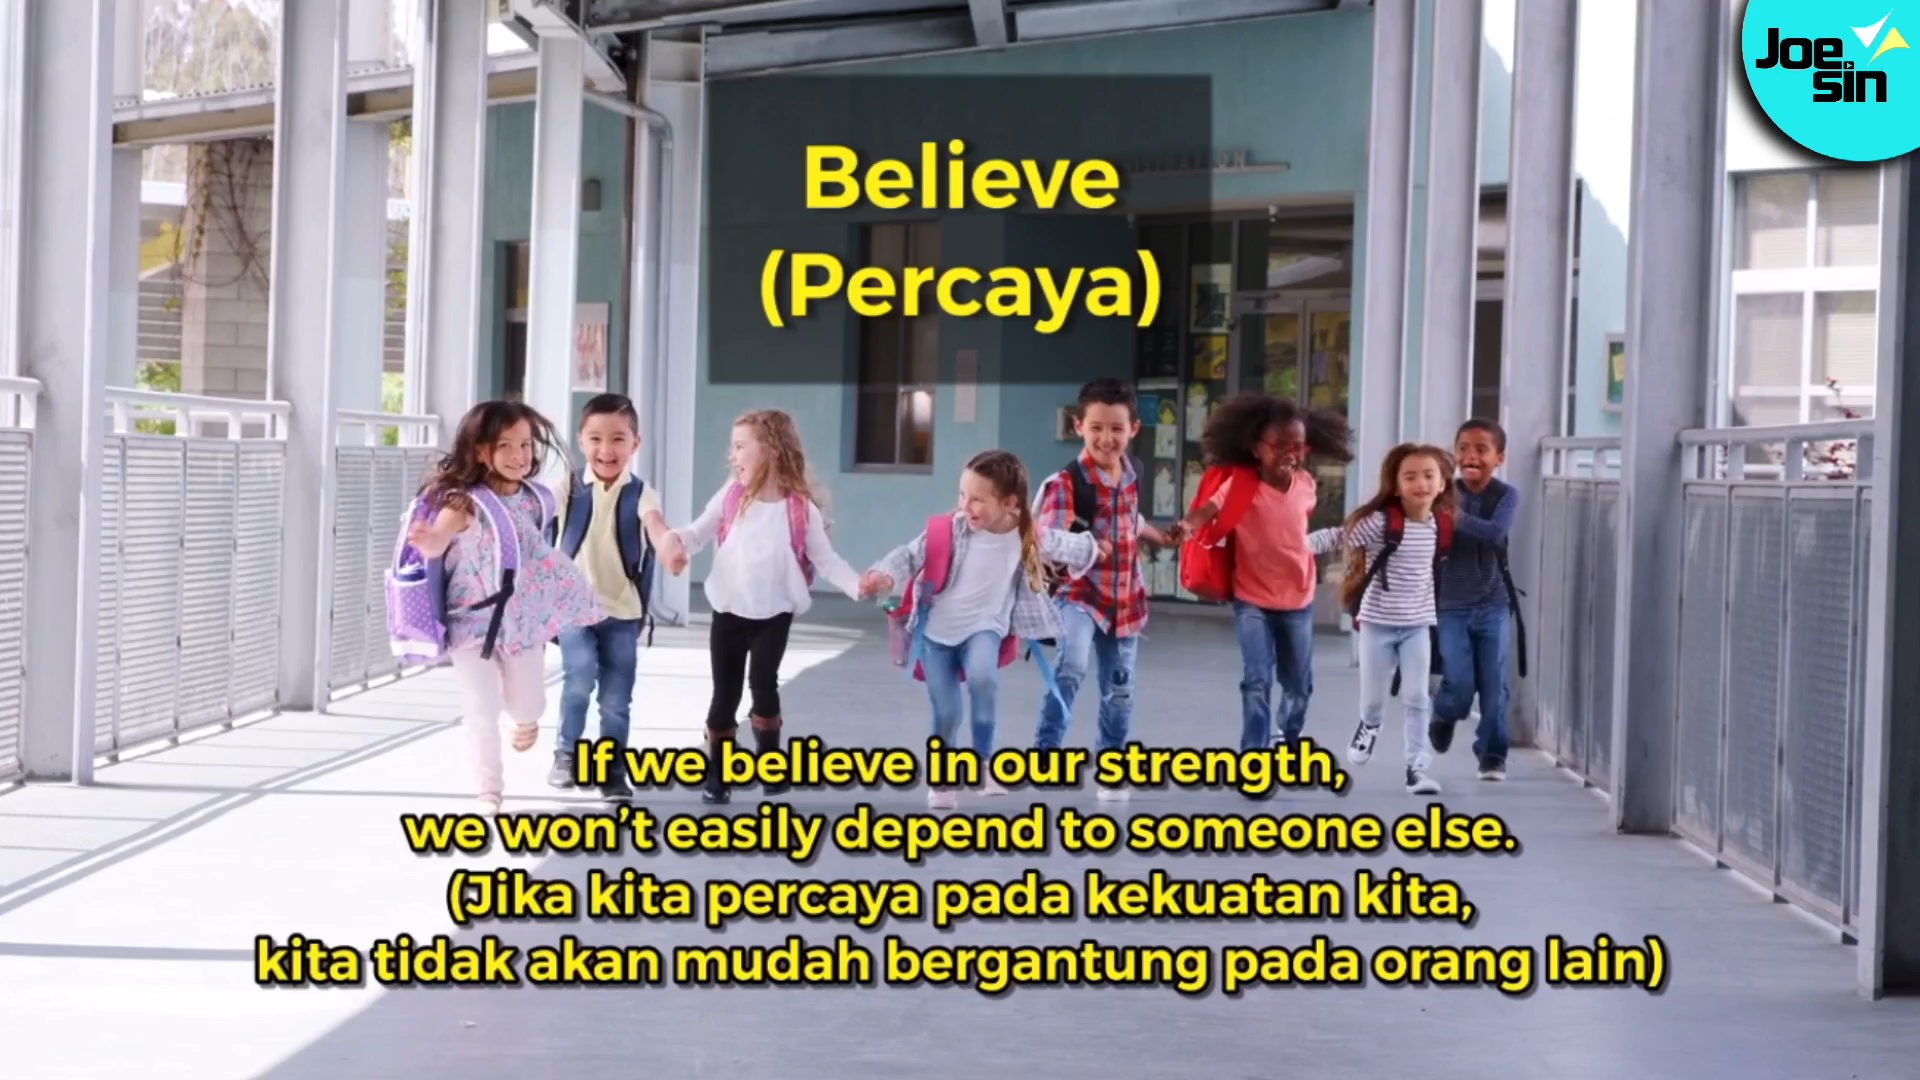 Joe
sin
Believe
(Percaya)
If we believe in our strength,
we won't easily depend to someone else.
(Jika kita percaya pada kekuatan kita,
kita tidak akan mudah bergantung pada orang lain)